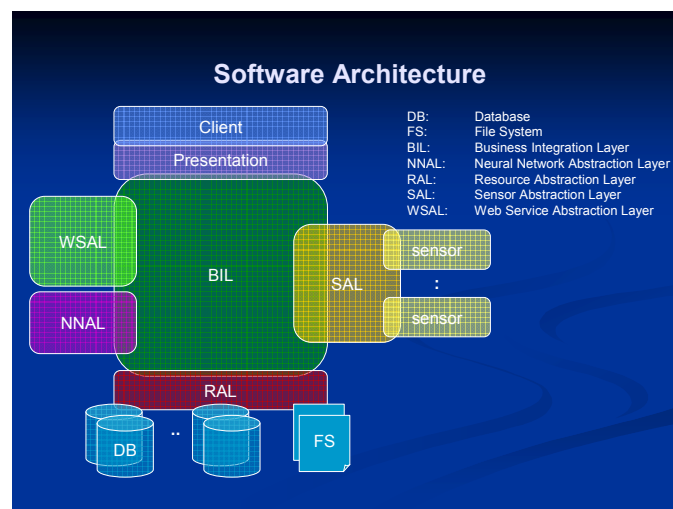 Software Architecture
Client
Presentation
DB: Database
FS: File System
BIL: Business Integration Layer
NNAL: Neural Network Abstraction Layer
RAL: Resource Abstraction Layer
SAL: Sensor Abstraction Layer
WSAL: Web Service Abstraction Layer
WSAL
BIL
SAL
sensor
:
sensor
NNAL
RAL
DB
..
FS